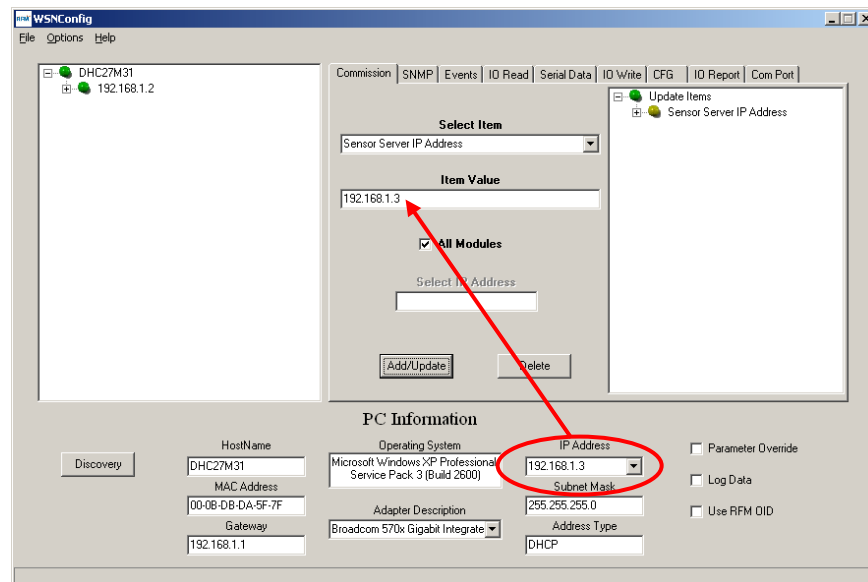 RFM WSNConfig
File Options Help
DHC27M31
192.168.1.2
Commission SNMP Events IO Read Serial Data IO Write CFG IO Report Com Port
Select Item
Sensor Server IP Address
Item Value
192.168.1.3
All Modules
Select IP Address
Add/Update Delete
Update Items
Sensor Server IP Address
PC Information
Discovery
HostName
DHC27M31
MAC Address
00-0B-DB-DA-5F-7F
Gateway
192.168.1.1
Operating System
Microsoft Windows XP Professional
Service Pack 3 (Build 2600)
Adapter Description
Broadcom 570x Gigabit Integrate
IP Address
192.168.1.3
Subnet Mask
255.255.255.0
Address Type
DHCP
Parameter Override
Log Data
Use RFM OID